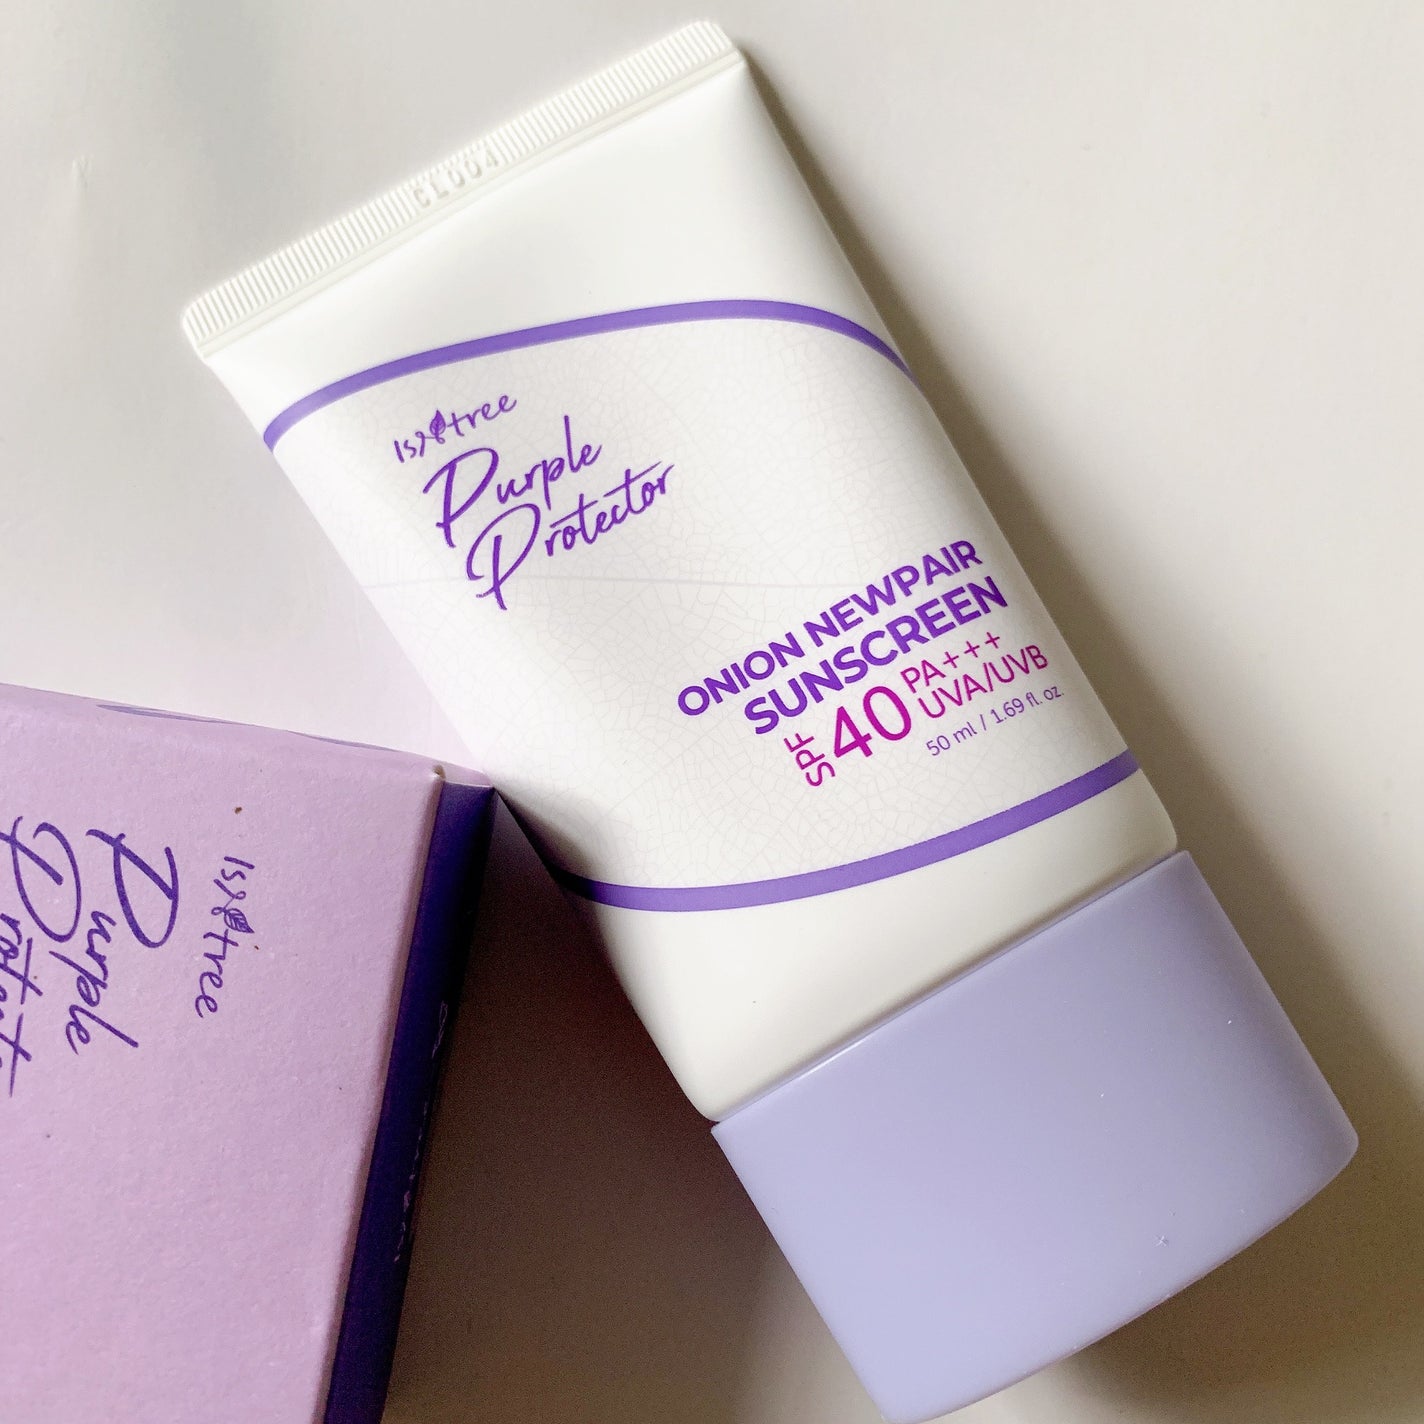 CL004
Isntree
Purple
Protector
ONION NEWPAIR
SUNSCREEN
SPF 40 PA+++
UVA/UVB
50 ml / 1.69 fl. oz.
Isntree
Purple